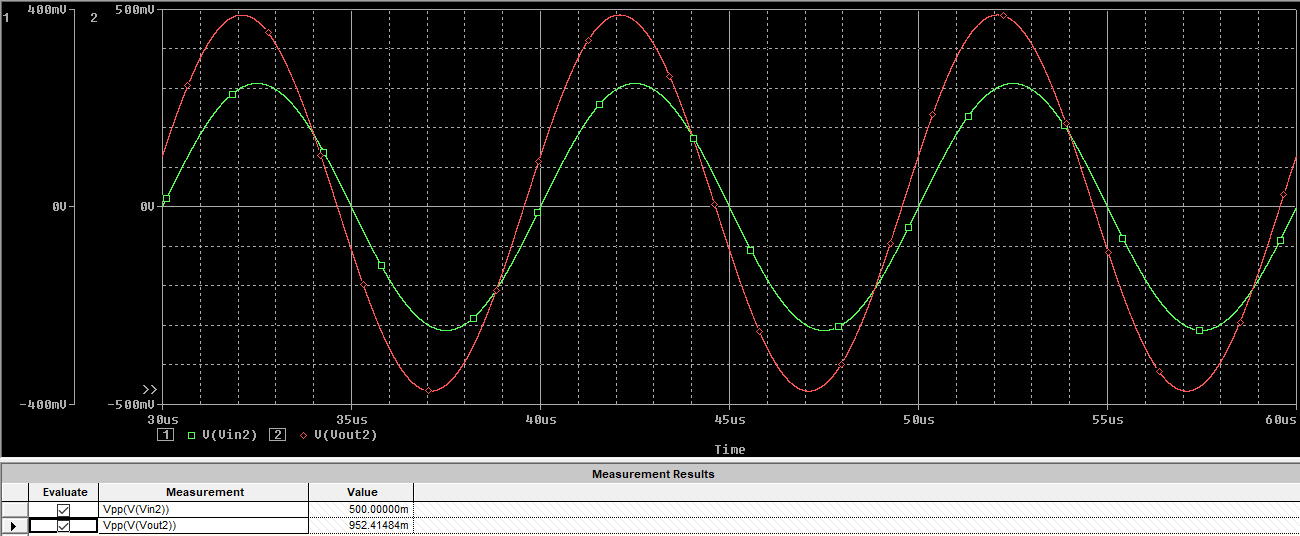 1 400mV 2 500mV
0V 0V
>>
-400mV -500mV
30us 35us 40us 45us 50us 55us 60us
1 V(Vin2) 2 V(Vout2)
Time
Measurement Results
Evaluate Measurement Value
Vpp(V(Vin2)) 500.00000m
Vpp(V(Vout2)) 952.41484m